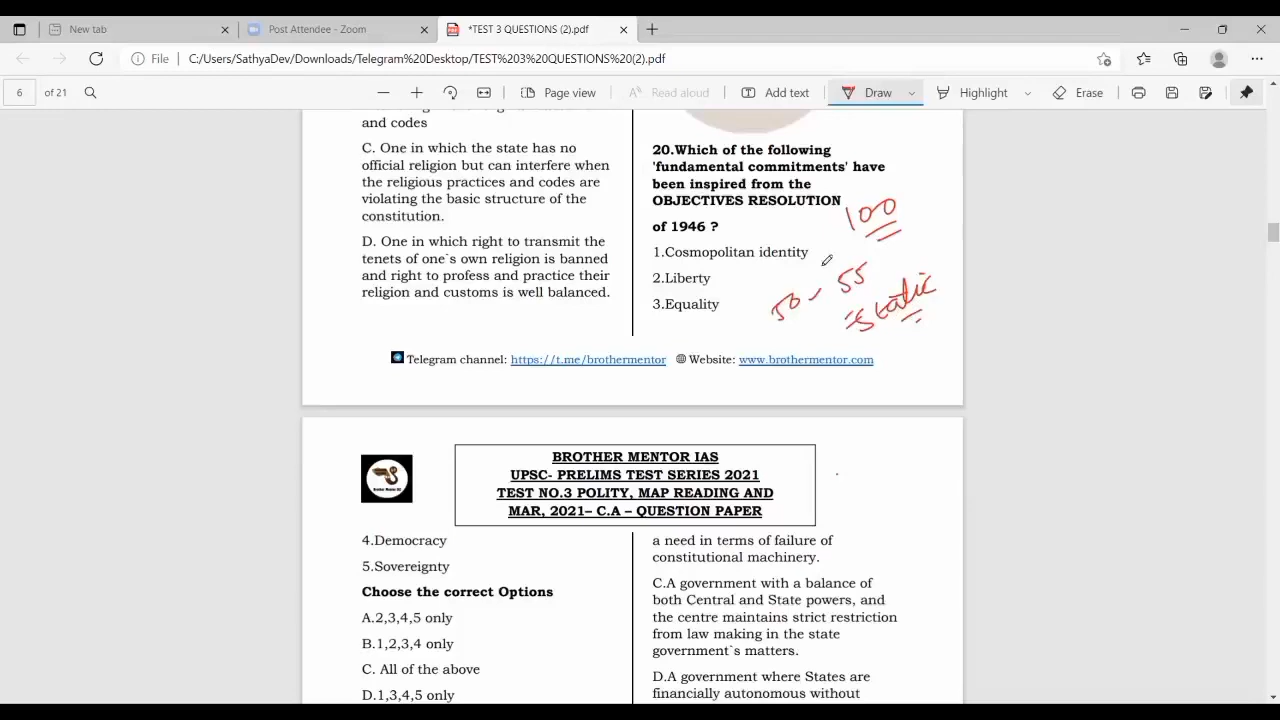 New tab
Post Attendee - Zoom
*TEST 3 QUESTIONS (2).pdf
File
C:/Users/SathyaDev/Downloads/Telegram%20Desktop/TEST%203%20QUESTIONS%20(2).pdf
6 of 21
Page view
Read aloud
Add text
Draw
Highlight
Erase
and codes
C. One in which the state has no
official religion but can interfere when
the religious practices and codes are
violating the basic structure of the
constitution.
D. One in which right to transmit the
tenets of one`s own religion is banned
and right to profess and practice their
religion and customs is well balanced.
20.Which of the following
'fundamental commitments' have
been inspired from the
OBJECTIVES RESOLUTION
of 1946 ?
1.Cosmopolitan identity
2.Liberty
3.Equality
100
50 - 55
static
Telegram channel: https://t.me/brothermentor Website: www.brothermentor.com
BROTHER MENTOR IAS
UPSC- PRELIMS TEST SERIES 2021
TEST NO.3 POLITY, MAP READING AND
MAR, 2021– C.A – QUESTION PAPER
4.Democracy
5.Sovereignty
Choose the correct Options
A.2,3,4,5 only
B.1,2,3,4 only
C. All of the above
D.1,3,4,5 only
a need in terms of failure of
constitutional machinery.
C.A government with a balance of
both Central and State powers, and
the centre maintains strict restriction
from law making in the state
government`s matters.
D.A government where States are
financially autonomous without